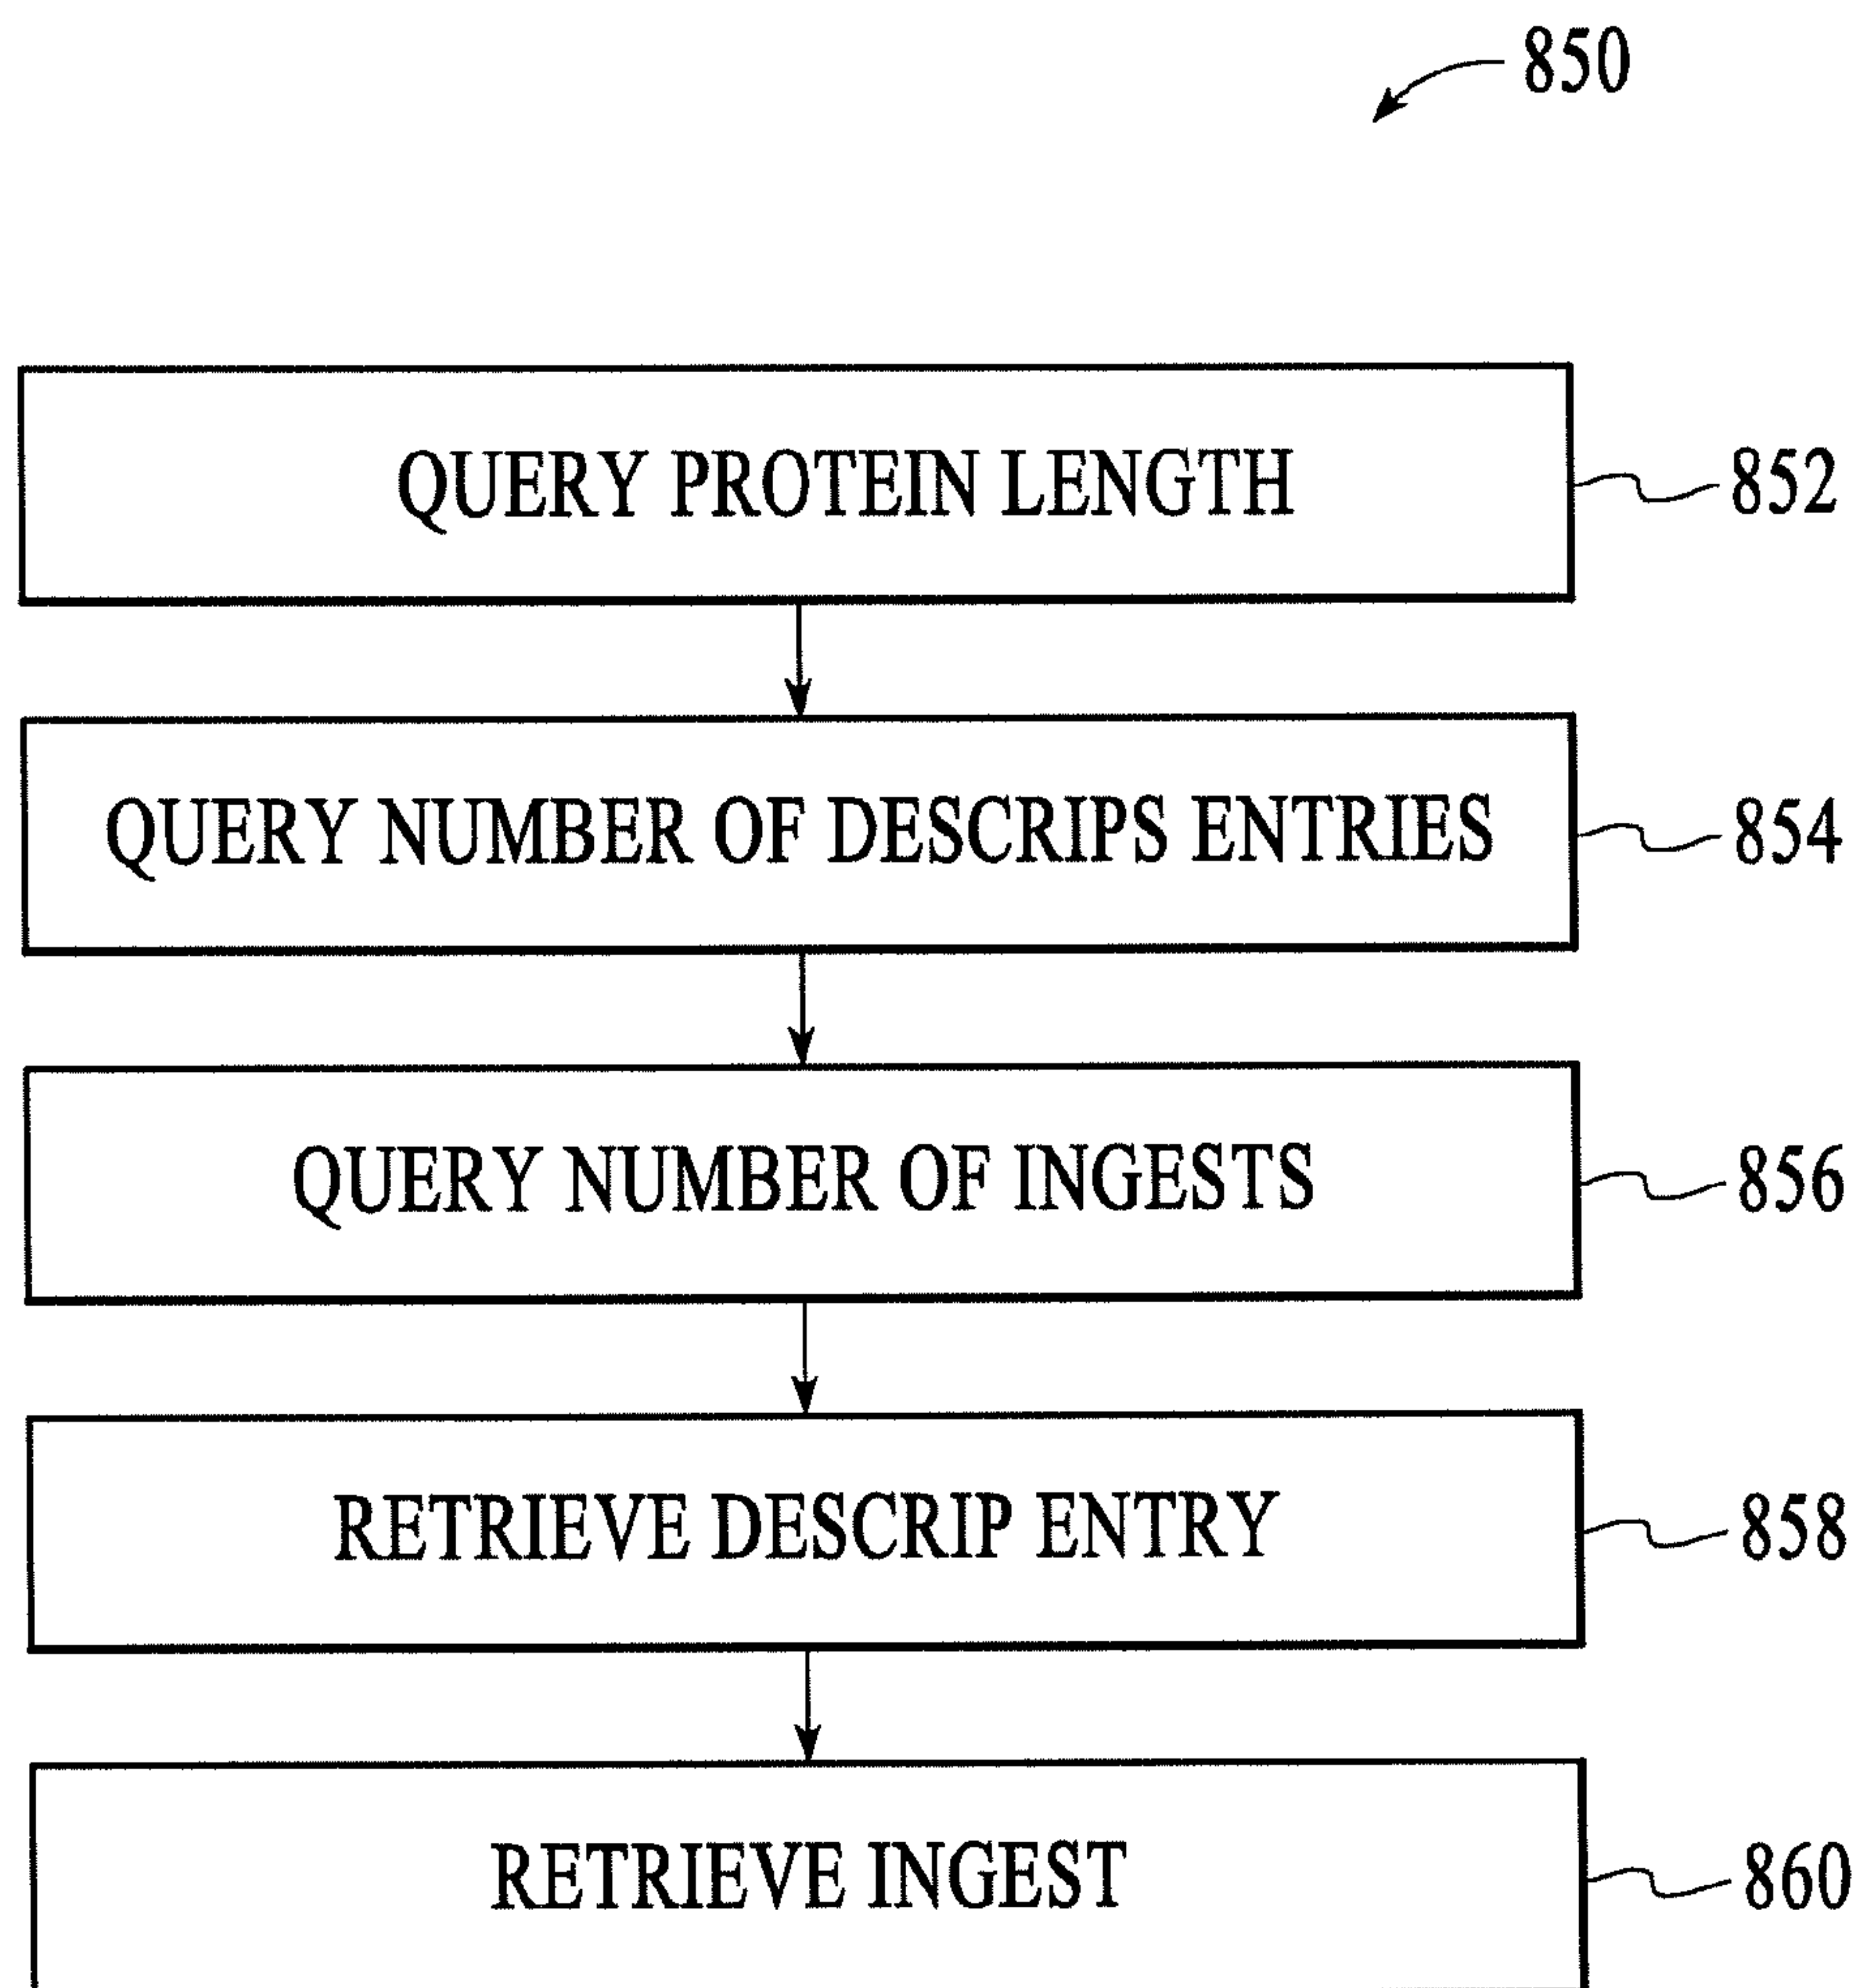 850
QUERY PROTEIN LENGTH
852
QUERY NUMBER OF DESCRIPS ENTRIES
854
QUERY NUMBER OF INGESTS
856
RETRIEVE DESCRIP ENTRY
858
RETRIEVE INGEST
860